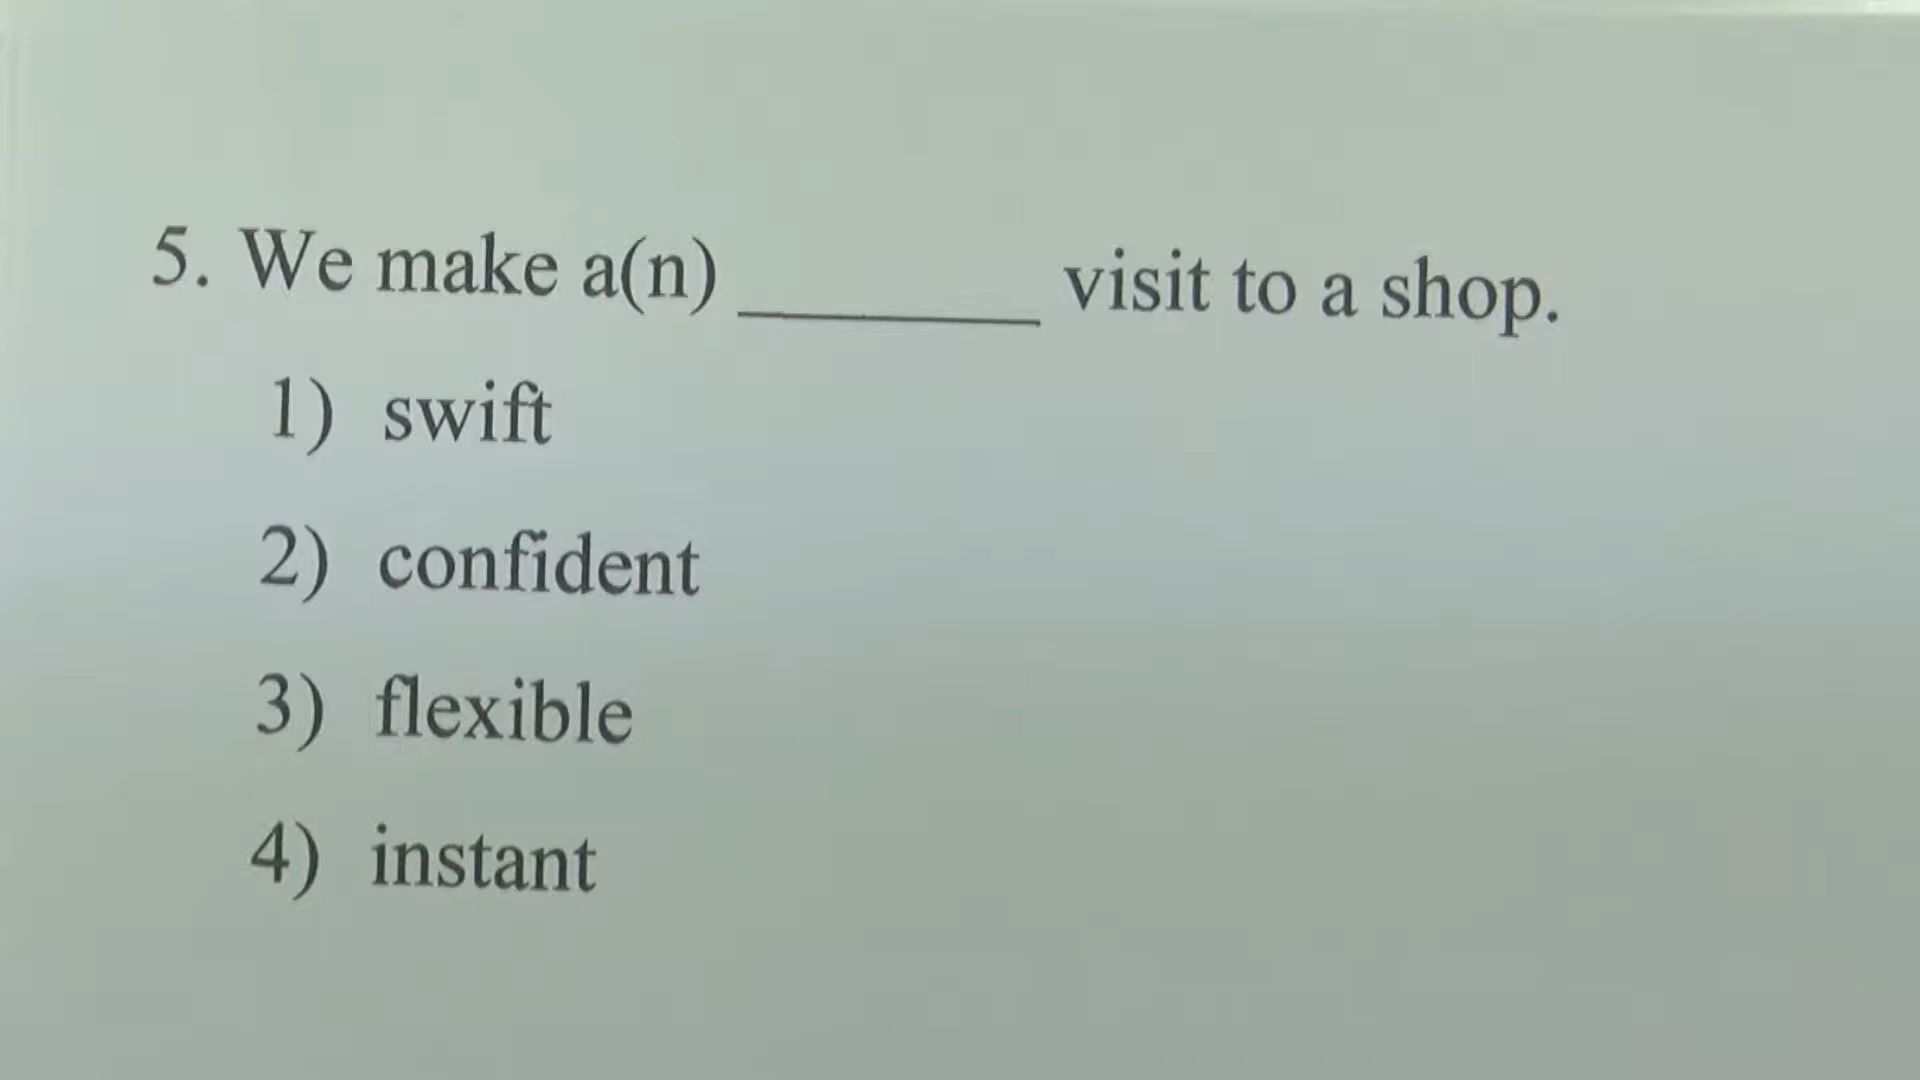 5. We make a(n) ________ visit to a shop.
1) swift
2) confident
3) flexible
4) instant